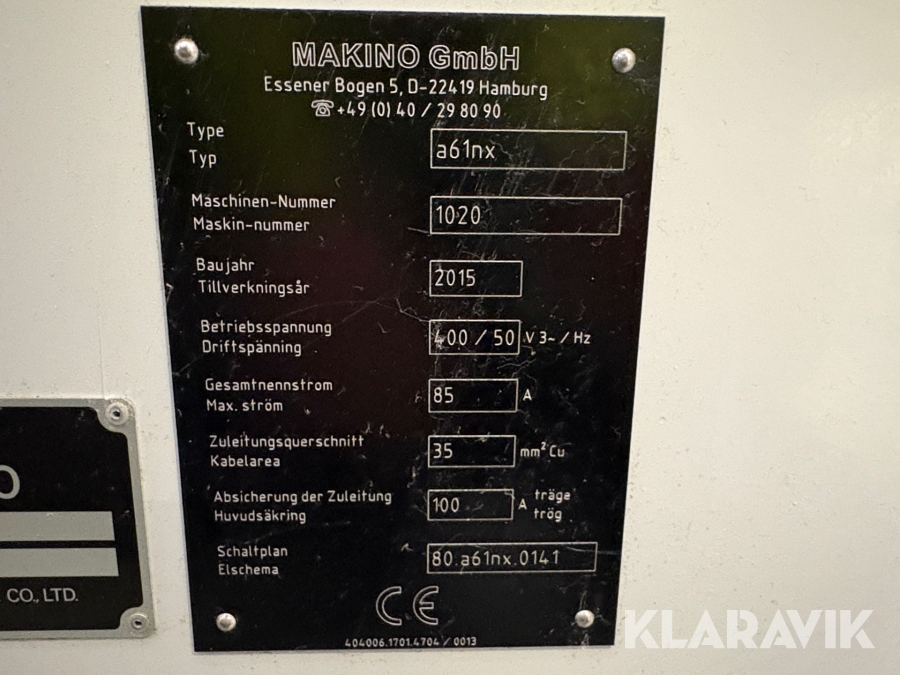 MAKINO GmbH
Essener Bogen 5, D-22419 Hamburg
☎ +49 (0) 40 / 29 80 90
Type
Typ
a61nx
Maschinen-Nummer
Maskin-nummer
1020
Baujahr
Tillverkningsår
2015
Betriebsspannung
Driftspänning
400 / 50 V 3~ / Hz
Gesamtnennstrom
Max. ström
85 A
Zuleitungsquerschnitt
Kabelarea
35 mm² Cu
Absicherung der Zuleitung
Huvudsäkring
100 A träge
trög
Schaltplan
Elschema
80.a61nx.0141
CE
404006.1701.4704 / 0013
O
CO., LTD.
KLARAVIK